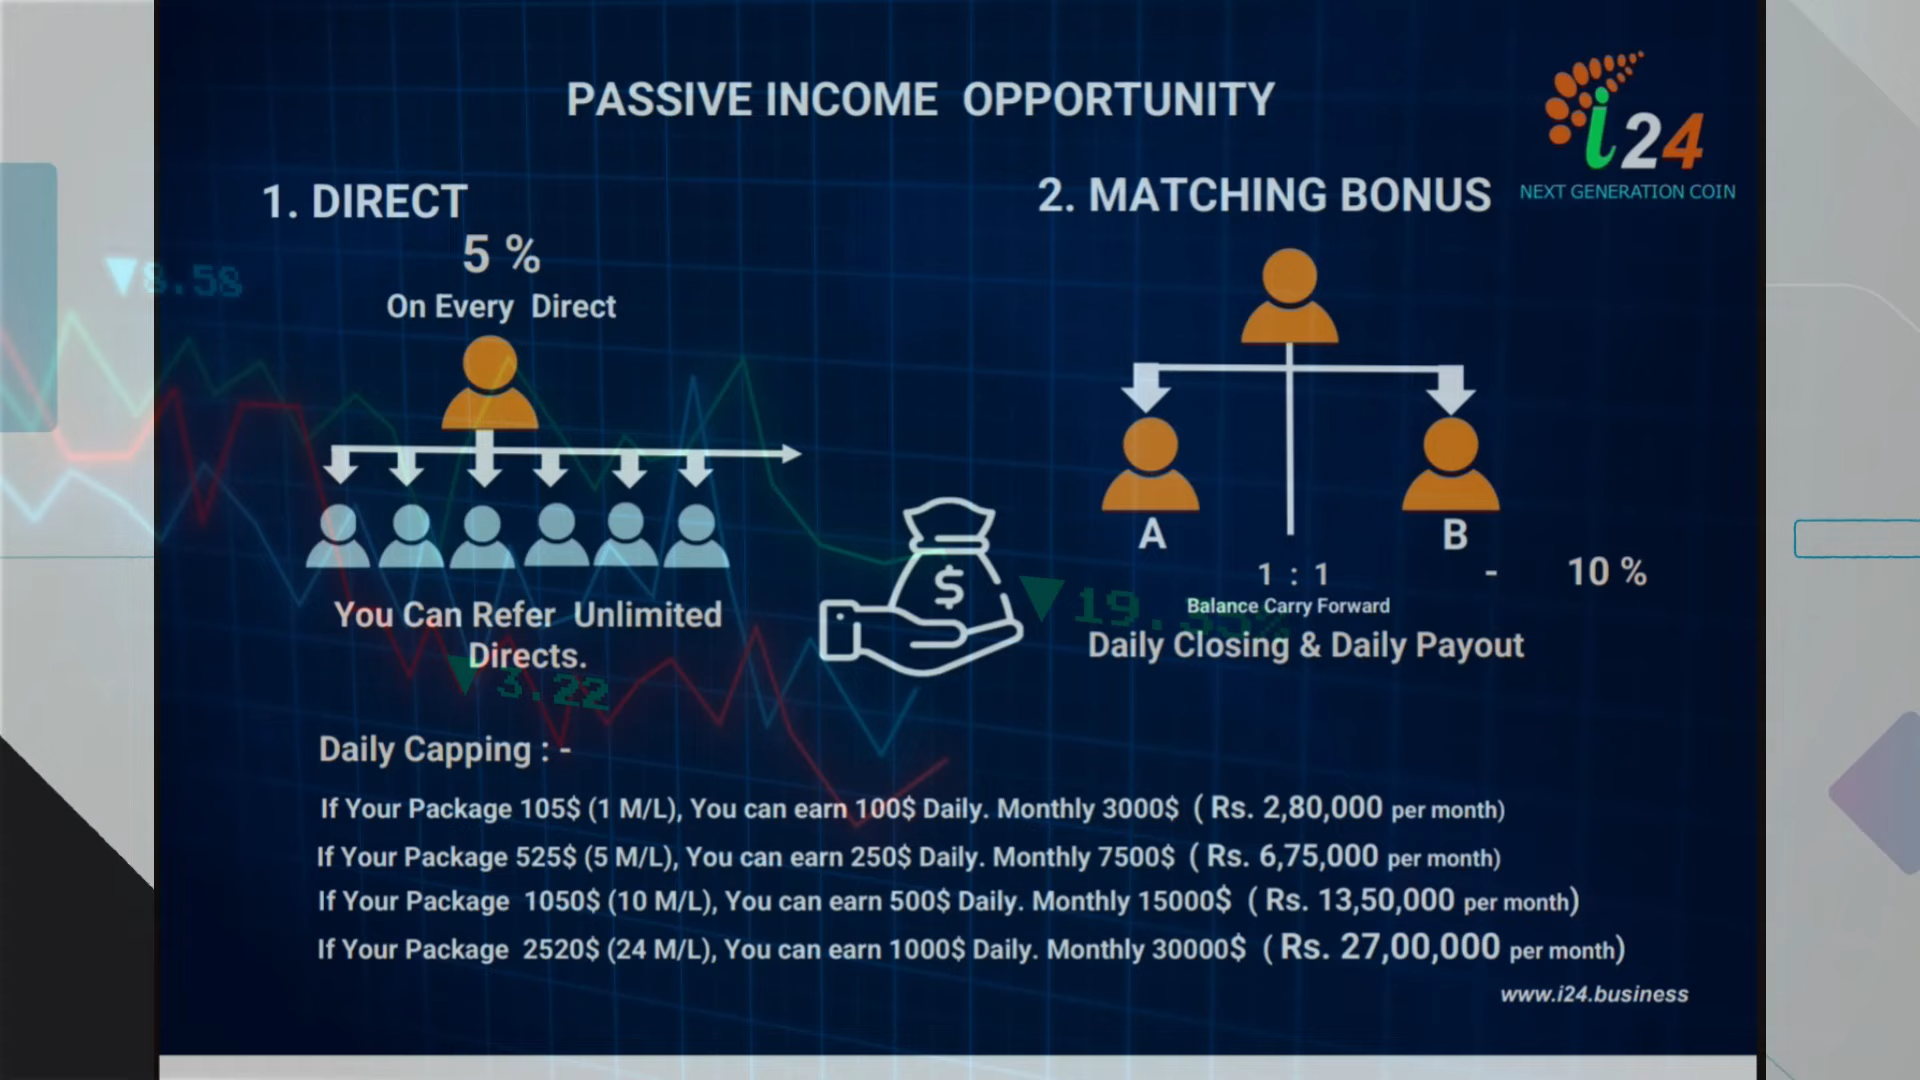 PASSIVE INCOME OPPORTUNITY
i24
NEXT GENERATION COIN
1. DIRECT
5 %
On Every Direct
You Can Refer Unlimited
Directs.
2. MATCHING BONUS
A
B
1 : 1 - 10 %
Balance Carry Forward
Daily Closing & Daily Payout
$
▼8.58
▼3.22
Daily Capping : -
If Your Package 105$ (1 M/L), You can earn 100$ Daily. Monthly 3000$ ( Rs. 2,80,000 per month)
If Your Package 525$ (5 M/L), You can earn 250$ Daily. Monthly 7500$ ( Rs. 6,75,000 per month)
If Your Package 1050$ (10 M/L), You can earn 500$ Daily. Monthly 15000$ ( Rs. 13,50,000 per month)
If Your Package 2520$ (24 M/L), You can earn 1000$ Daily. Monthly 30000$ ( Rs. 27,00,000 per month)
www.i24.business